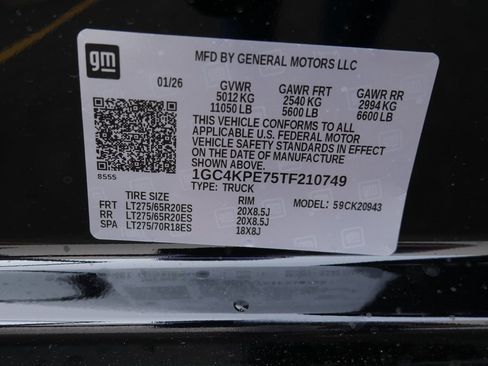 gm
MFD BY GENERAL MOTORS LLC
01/26 GVWR GAWR FRT GAWR RR
5012 KG 2540 KG 2994 KG
11050 LB 5600 LB 6600 LB
THIS VEHICLE CONFORMS TO ALL
APPLICABLE U.S. FEDERAL MOTOR
VEHICLE SAFETY STANDARDS IN EFFECT
ON THE DATE OF MANUFACTURE
SHOWN ABOVE.
1GC4KPE75TF210749
8555 TYPE: TRUCK
TIRE SIZE RIM MODEL: 59CK20943
FRT LT275/65R20ES 20X8.5J
RR LT275/65R20ES 20X8.5J
SPA LT275/70R18ES 18X8J